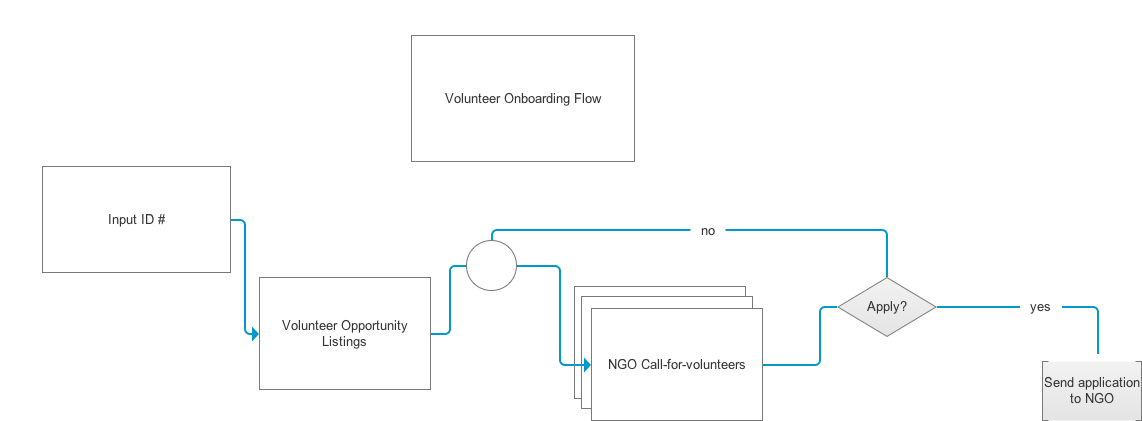 Volunteer Onboarding Flow
Input ID #
Volunteer Opportunity
Listings
no
NGO Call-for-volunteers
Apply?
yes
Send application
to NGO